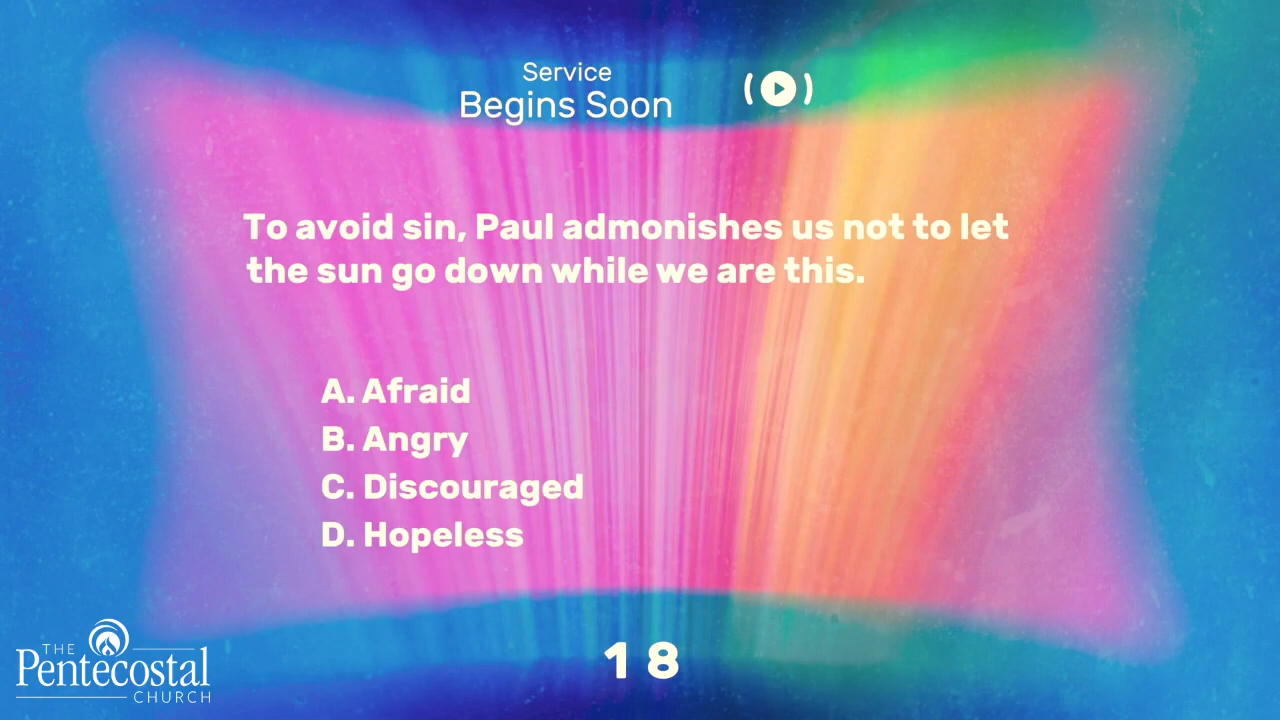 Service
Begins Soon
To avoid sin, Paul admonishes us not to let
the sun go down while we are this.
A. Afraid
B. Angry
C. Discouraged
D. Hopeless
18
THE
Pentecostal
CHURCH